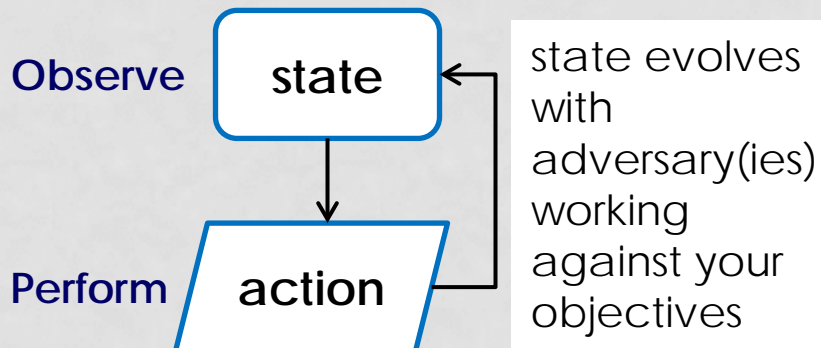 Observe
state
Perform
action
state evolves
with
adversary(ies)
working
against your
objectives